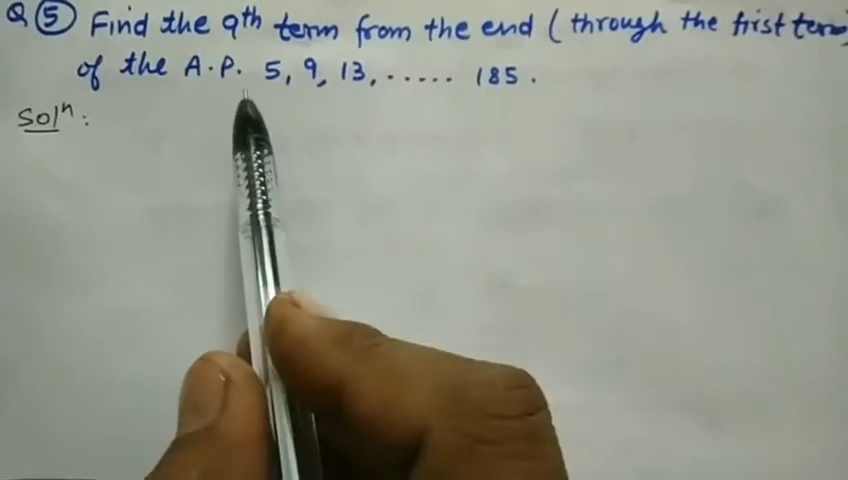 Q ⑤ Find the 9th term from the end (through the first term
of the A.P. 5, 9, 13, ..... 185.
Solⁿ: